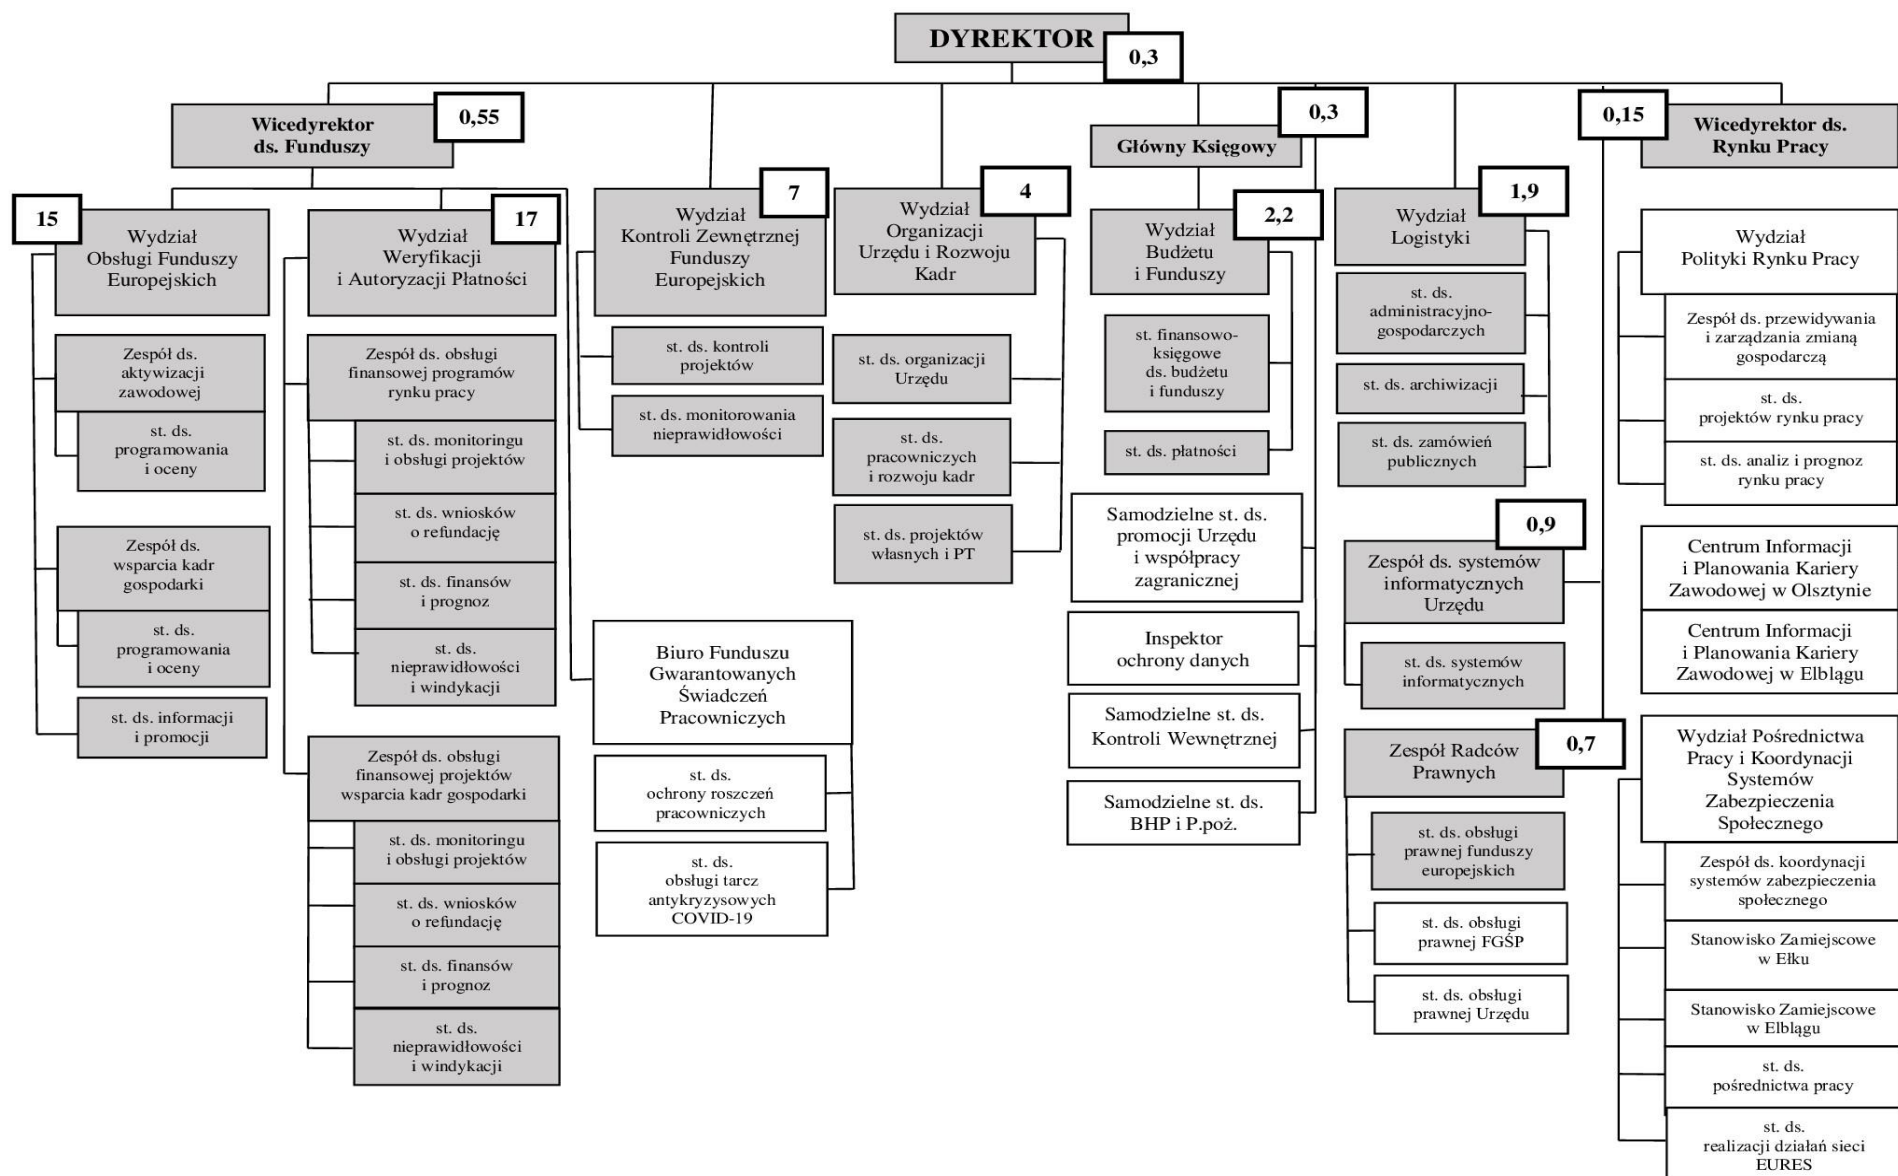 DYREKTOR
0,3
Wicedyrektor
ds. Funduszy
0,55
15
Wydział
Obsługi Funduszy
Europejskich
Zespół ds.
aktywizacji
zawodowej
st. ds.
programowania
i oceny
Zespół ds.
wsparcia kadr
gospodarki
st. ds.
programowania
i oceny
st. ds. informacji
i promocji
17
Wydział
Weryfikacji
i Autoryzacji Płatności
Zespół ds. obsługi
finansowej programów
rynku pracy
st. ds. monitoringu
i obsługi projektów
st. ds. wniosków
o refundację
st. ds. finansów
i prognoz
st. ds.
nieprawidłowości
i windykacji
Zespół ds. obsługi
finansowej projektów
wsparcia kadr gospodarki
st. ds. monitoringu
i obsługi projektów
st. ds. wniosków
o refundację
st. ds. finansów
i prognoz
st. ds.
nieprawidłowości
i windykacji
7
Wydział
Kontroli Zewnętrznej
Funduszy
Europejskich
st. ds. kontroli
projektów
st. ds. monitorowania
nieprawidłowości
Biuro Funduszu
Gwarantowanych
Świadczeń
Pracowniczych
st. ds.
ochrony roszczeń
pracowniczych
st. ds.
obsługi tarcz
antykryzysowych
COVID-19
4
Wydział
Organizacji
Urzędu i Rozwoju
Kadr
st. ds. organizacji
Urzędu
st. ds.
pracowniczych
i rozwoju kadr
st. ds. projektów
własnych i PT
0,3
Główny Księgowy
2,2
Wydział
Budżetu
i Funduszy
st. finansowo-
księgowe
ds. budżetu
i funduszy
st. ds. płatności
Samodzielne st. ds.
promocji Urzędu
i współpracy
zagranicznej
Inspektor
ochrony danych
Samodzielne st. ds.
Kontroli Wewnętrznej
Samodzielne st. ds.
BHP i P.poż.
1,9
Wydział
Logistyki
st. ds.
administracyjno-
gospodarczych
st. ds. archiwizacji
st. ds. zamówień
publicznych
0,9
Zespół ds. systemów
informatycznych
Urzędu
st. ds. systemów
informatycznych
0,7
Zespół Radców
Prawnych
st. ds. obsługi
prawnej funduszy
europejskich
st. ds. obsługi
prawnej FGŚP
st. ds. obsługi
prawnej Urzędu
0,15
Wicedyrektor ds.
Rynku Pracy
Wydział
Polityki Rynku Pracy
Zespół ds. przewidywania
i zarządzania zmianą
gospodarczą
st. ds.
projektów rynku pracy
st. ds. analiz i prognoz
rynku pracy
Centrum Informacji
i Planowania Kariery
Zawodowej w Olsztynie
Centrum Informacji
i Planowania Kariery
Zawodowej w Elblągu
Wydział Pośrednictwa
Pracy i Koordynacji
Systemów
Zabezpieczenia
Społecznego
Zespół ds. koordynacji
systemów zabezpieczenia
społecznego
Stanowisko Zamiejscowe
w Ełku
Stanowisko Zamiejscowe
w Elblągu
st. ds.
pośrednictwa pracy
st. ds.
realizacji działań sieci
EURES